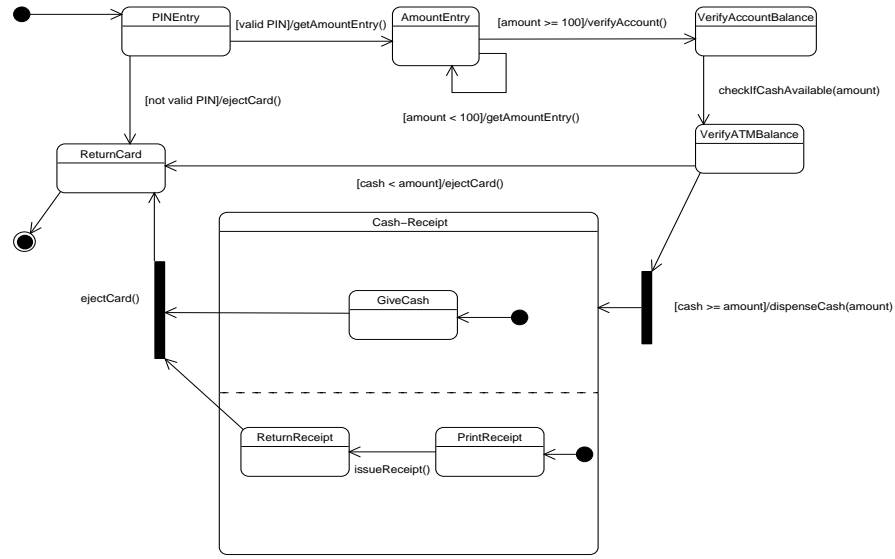 PINEntry
[valid PIN]/getAmountEntry()
AmountEntry
[amount >= 100]/verifyAccount()
VerifyAccountBalance
[not valid PIN]/ejectCard()
[amount < 100]/getAmountEntry()
checkIfCashAvailable(amount)
VerifyATMBalance
ReturnCard
[cash < amount]/ejectCard()
Cash−Receipt
ejectCard()
GiveCash
[cash >= amount]/dispenseCash(amount)
ReturnReceipt
issueReceipt()
PrintReceipt